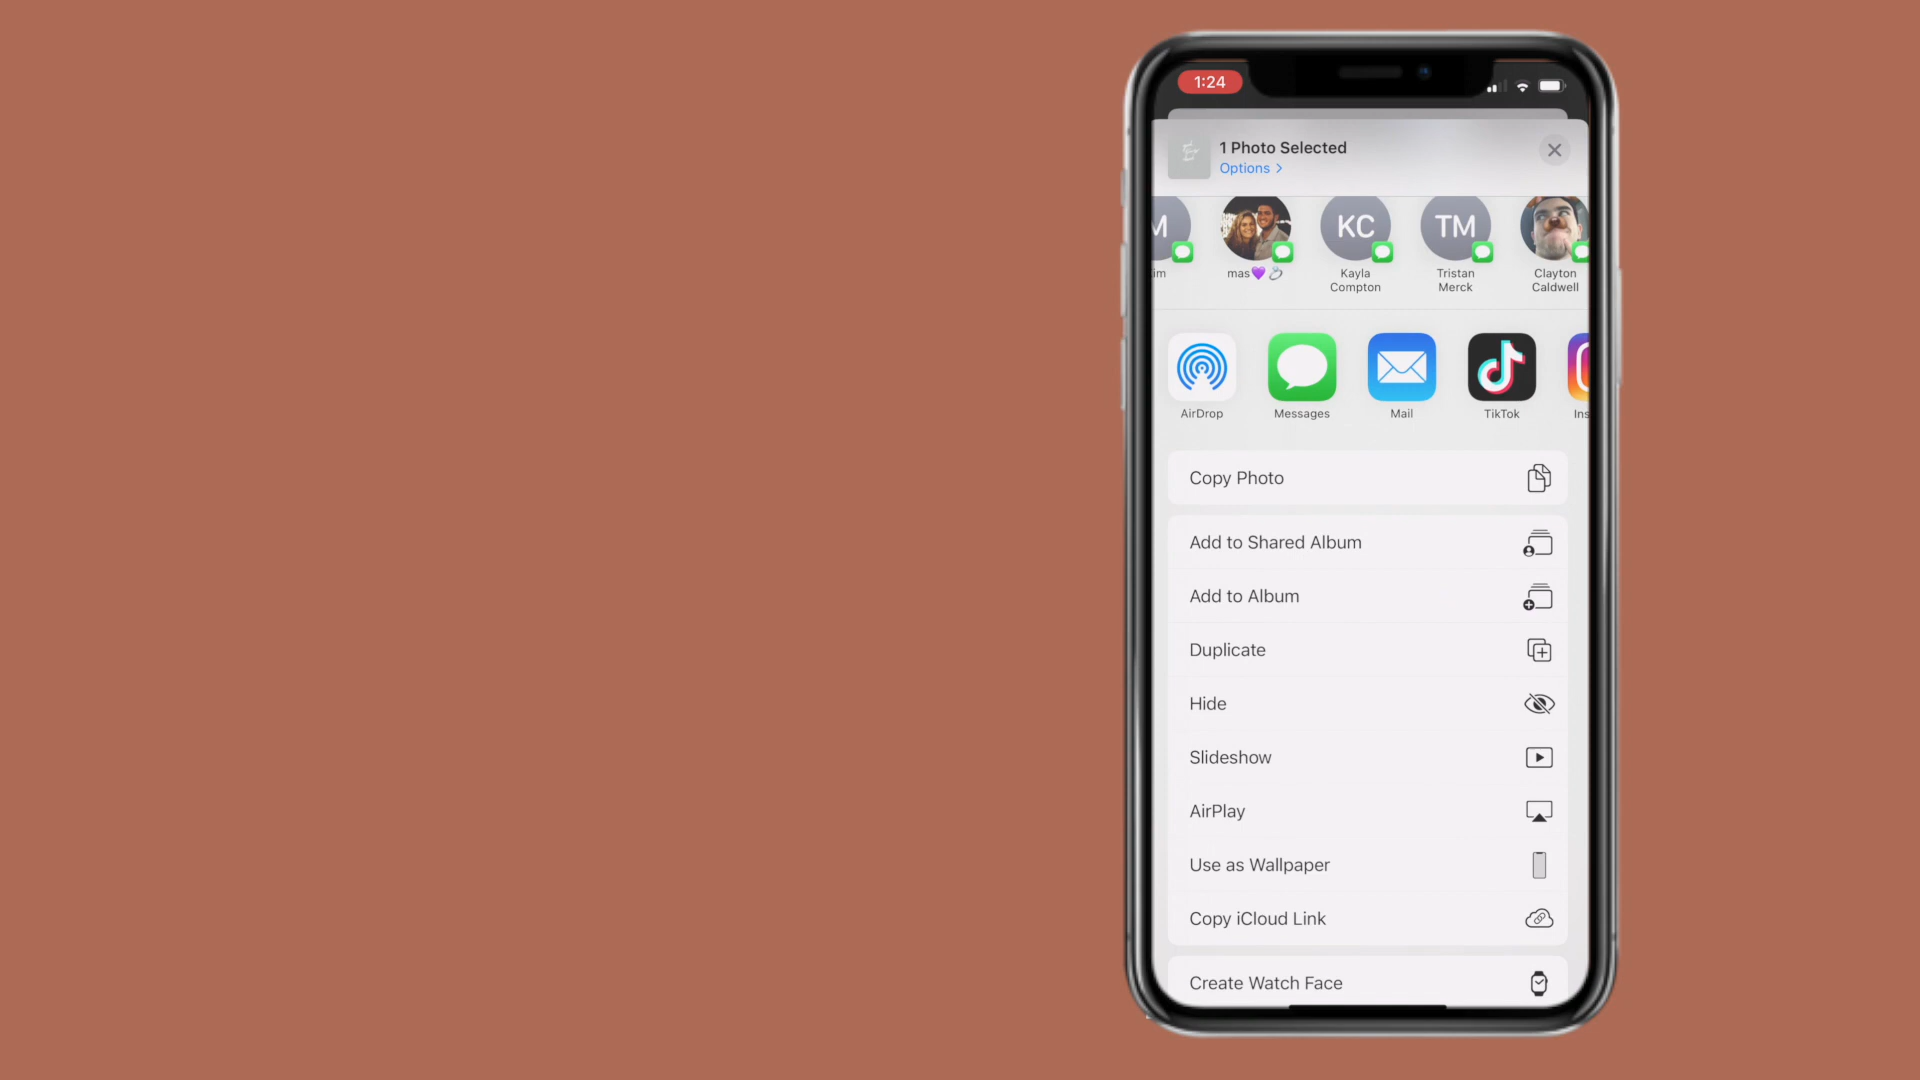 1:24
1 Photo Selected
Options >
M
KC
TM
im
mas💜💍
Kayla
Compton
Tristan
Merck
Clayton
Caldwell
AirDrop
Messages
Mail
TikTok
Ins
Copy Photo
Add to Shared Album
Add to Album
Duplicate
Hide
Slideshow
AirPlay
Use as Wallpaper
Copy iCloud Link
Create Watch Face